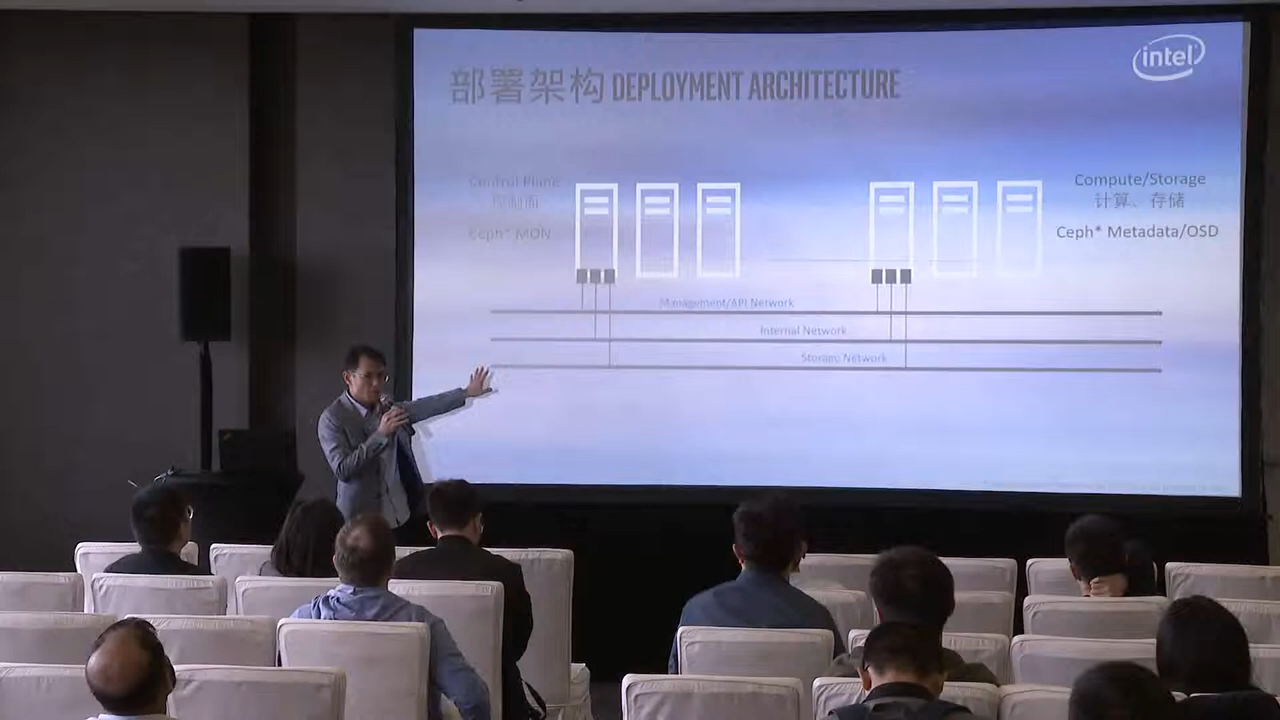 部署架构 DEPLOYMENT ARCHITECTURE
intel
Control Plane
控制面
Ceph* MON
Compute/Storage
计算、存储
Ceph* Metadata/OSD
Management/API Network
Internal Network
Storage Network